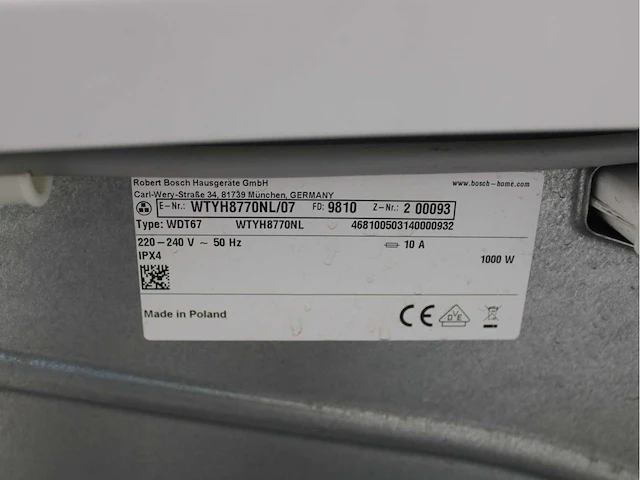 Robert Bosch Hausgeräte GmbH www.bosch-home.com
Carl-Wery-Straße 34, 81739 München, GERMANY
E-Nr.: WTYH8770NL/07 FD: 9810 Z-Nr.: 2 00093
Type: WDT67 WTYH8770NL 468100503140000932
220-240 V ~ 50 Hz 10 A
IPX4 1000 W
Made in Poland CE DVE